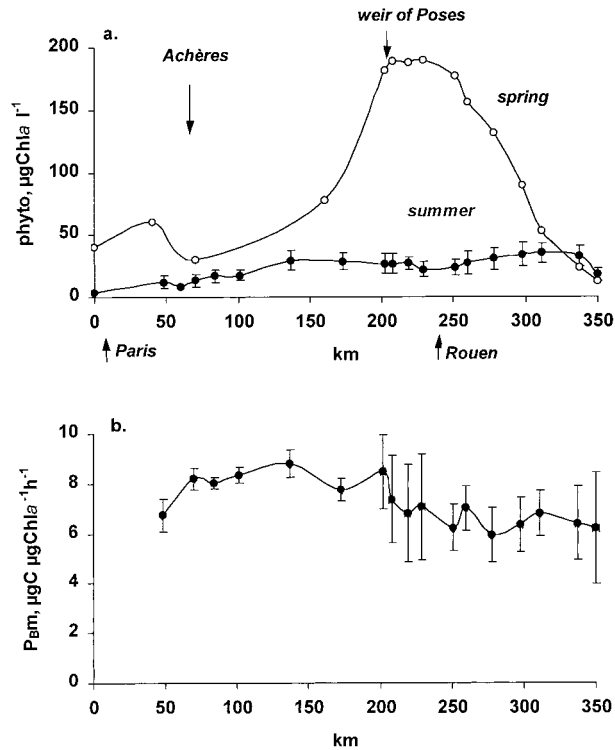 weir of Poses
a.
Achères
200
150
100
50
0
phyto, µgChla l-1
spring
summer
0 50 100 150 200 250 300 350
Paris km Rouen
b.
10
8
6
4
2
0
PBm, µgC µgChla-1h-1
0 50 100 150 200 250 300 350
km